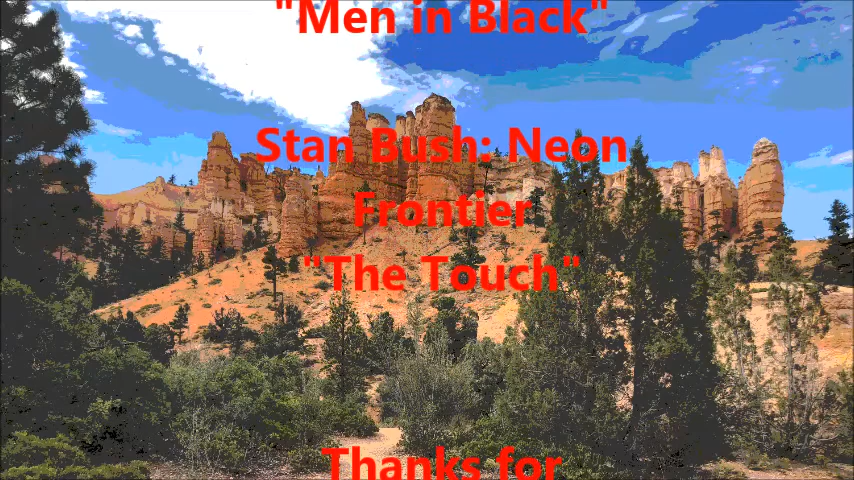 "Men in Black"
Stan Bush: Neon
Frontier
"The Touch"
Thanks for